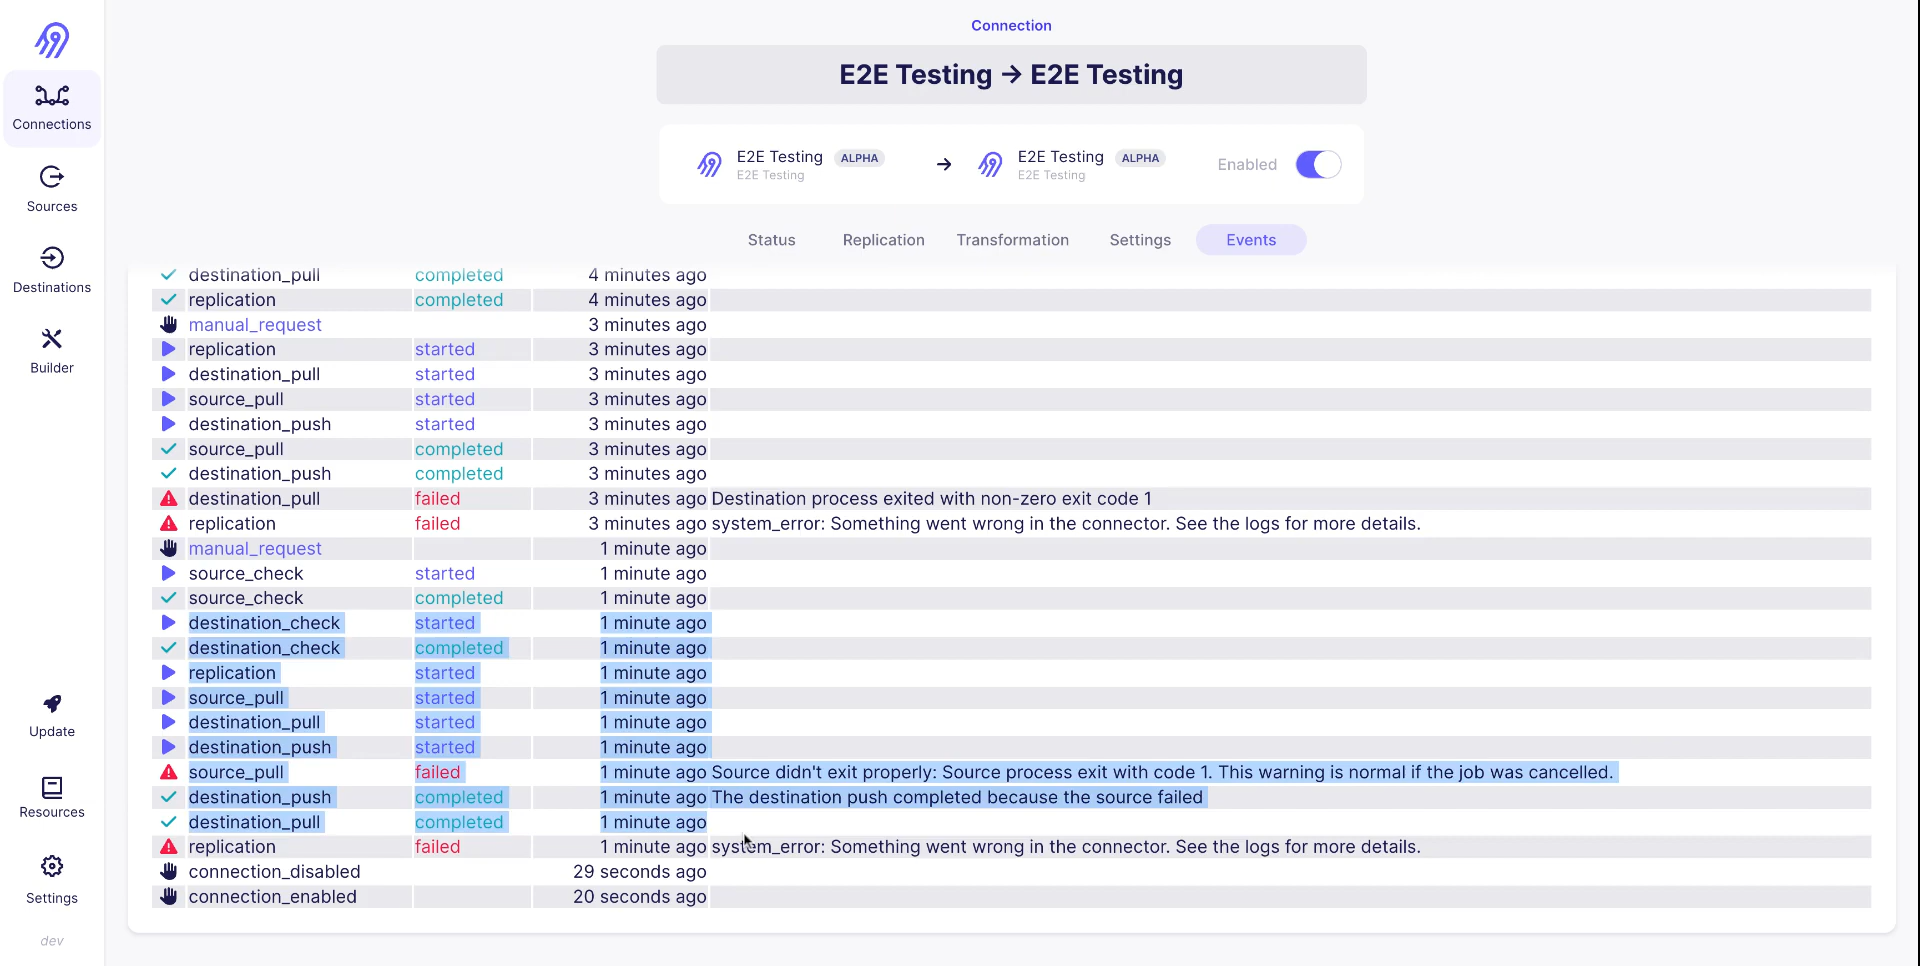 Connections
Sources
Destinations
Builder
Update
Resources
Settings
dev
Connection
E2E Testing → E2E Testing
E2E Testing ALPHA
E2E Testing
→
E2E Testing ALPHA
E2E Testing
Enabled
Status Replication Transformation Settings Events
destination_pull completed 4 minutes ago
replication completed 4 minutes ago
manual_request 3 minutes ago
replication started 3 minutes ago
destination_pull started 3 minutes ago
source_pull started 3 minutes ago
destination_push started 3 minutes ago
source_pull completed 3 minutes ago
destination_push completed 3 minutes ago
destination_pull failed 3 minutes ago Destination process exited with non-zero exit code 1
replication failed 3 minutes ago system_error: Something went wrong in the connector. See the logs for more details.
manual_request 1 minute ago
source_check started 1 minute ago
source_check completed 1 minute ago
destination_check started 1 minute ago
destination_check completed 1 minute ago
replication started 1 minute ago
source_pull started 1 minute ago
destination_pull started 1 minute ago
destination_push started 1 minute ago
source_pull failed 1 minute ago Source didn't exit properly: Source process exit with code 1. This warning is normal if the job was cancelled.
destination_push completed 1 minute ago The destination push completed because the source failed
destination_pull completed 1 minute ago
replication failed 1 minute ago system_error: Something went wrong in the connector. See the logs for more details.
connection_disabled 29 seconds ago
connection_enabled 20 seconds ago